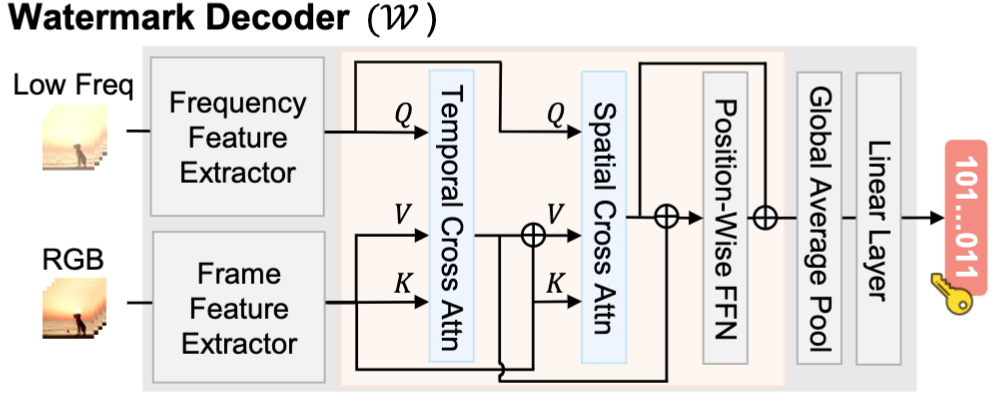 Watermark Decoder (𝒲)
Low Freq
Frequency
Feature
Extractor
RGB
Frame
Feature
Extractor
Q
V
K
Temporal Cross Attn
Q
V
K
Spatial Cross Attn
Position-Wise FFN
Global Average Pool
Linear Layer
101...011